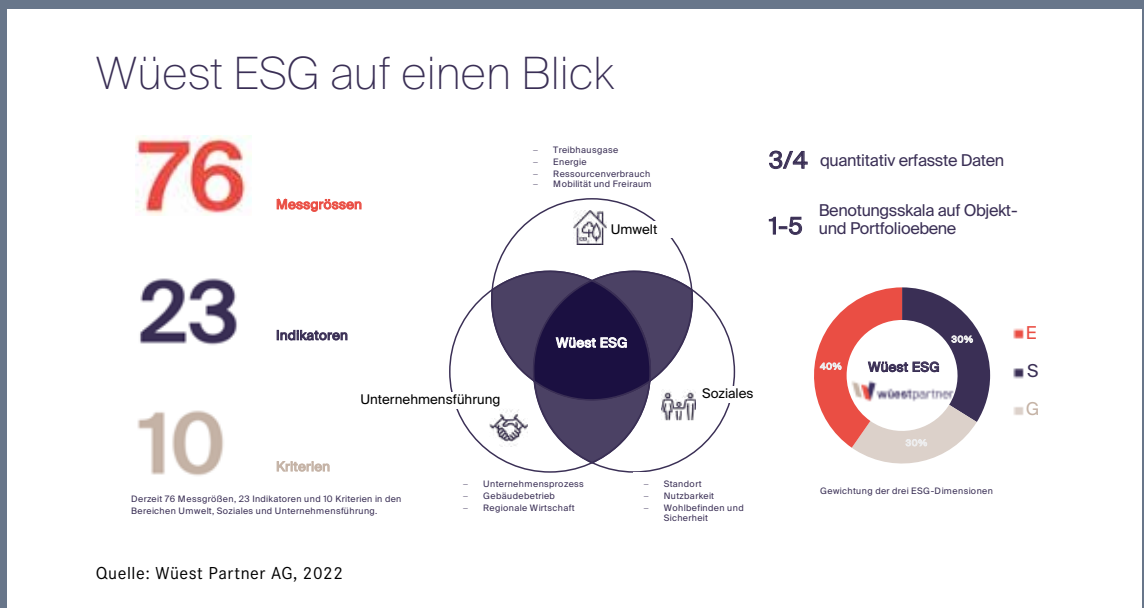 Wüest ESG auf einen Blick
76
Messgrössen
23
Indikatoren
10
Kriterien
Derzeit 76 Messgrößen, 23 Indikatoren und 10 Kriterien in den
Bereichen Umwelt, Soziales und Unternehmensführung.
– Treibhausgase
– Energie
– Ressourcenverbrauch
– Mobilität und Freiraum
Umwelt
Wüest ESG
Unternehmensführung
Soziales
– Unternehmensprozess
– Gebäudebetrieb
– Regionale Wirtschaft
– Standort
– Nutzbarkeit
– Wohlbefinden und
Sicherheit
3/4 quantitativ erfasste Daten
1-5 Benotungsskala auf Objekt-
und Portfolioebene
30%
40%
30%
Wüest ESG
wüestpartner
E
S
G
Gewichtung der drei ESG-Dimensionen
Quelle: Wüest Partner AG, 2022